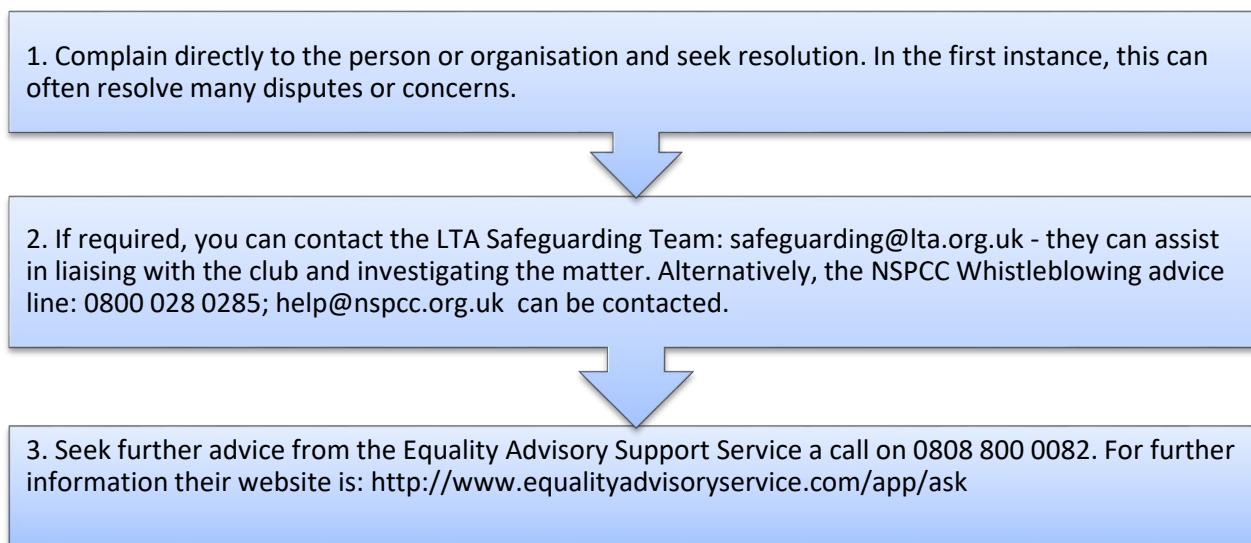 1. Complain directly to the person or organisation and seek resolution. In the first instance, this can
often resolve many disputes or concerns.
2. If required, you can contact the LTA Safeguarding Team: safeguarding@lta.org.uk - they can assist
in liaising with the club and investigating the matter. Alternatively, the NSPCC Whistleblowing advice
line: 0800 028 0285; help@nspcc.org.uk  can be contacted.
3. Seek further advice from the Equality Advisory Support Service a call on 0808 800 0082. For further
information their website is: http://www.equalityadvisoryservice.com/app/ask